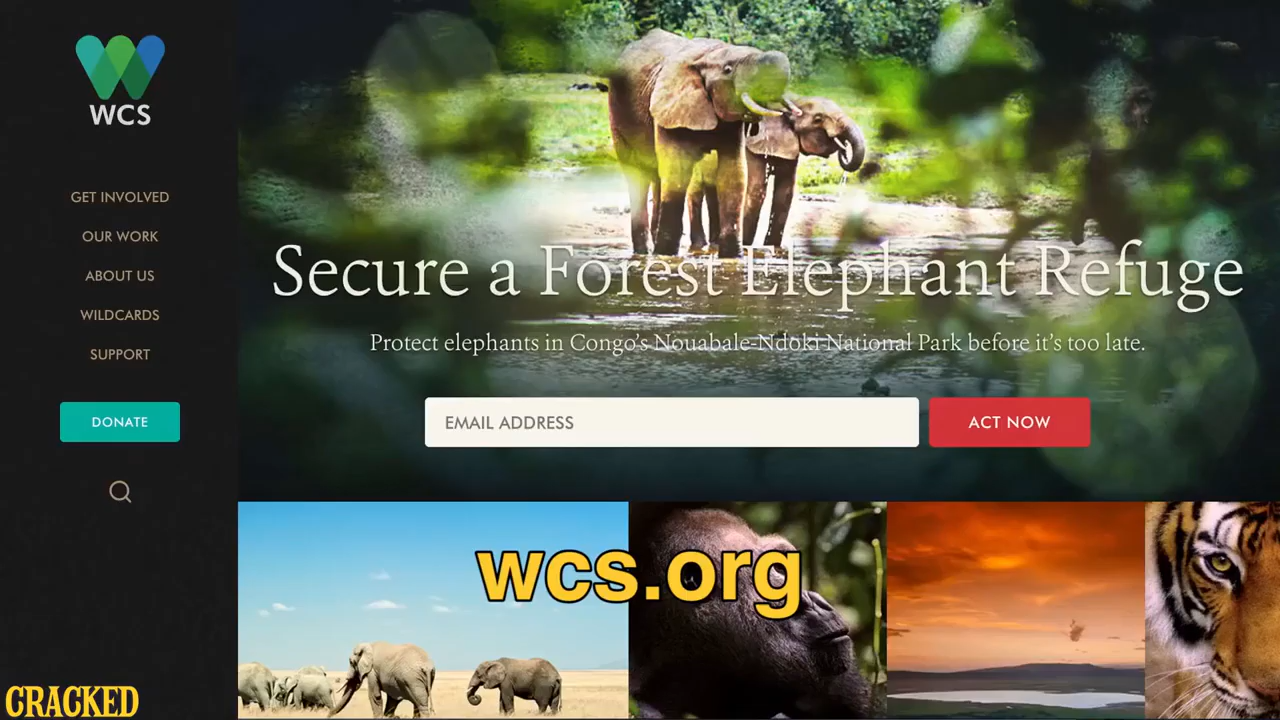 WCS
GET INVOLVED
OUR WORK
ABOUT US
WILDCARDS
SUPPORT
DONATE
Secure a Forest Elephant Refuge
Protect elephants in Congo's Nouabale-Ndoki National Park before it's too late.
EMAIL ADDRESS
ACT NOW
wcs.org
CRACKED